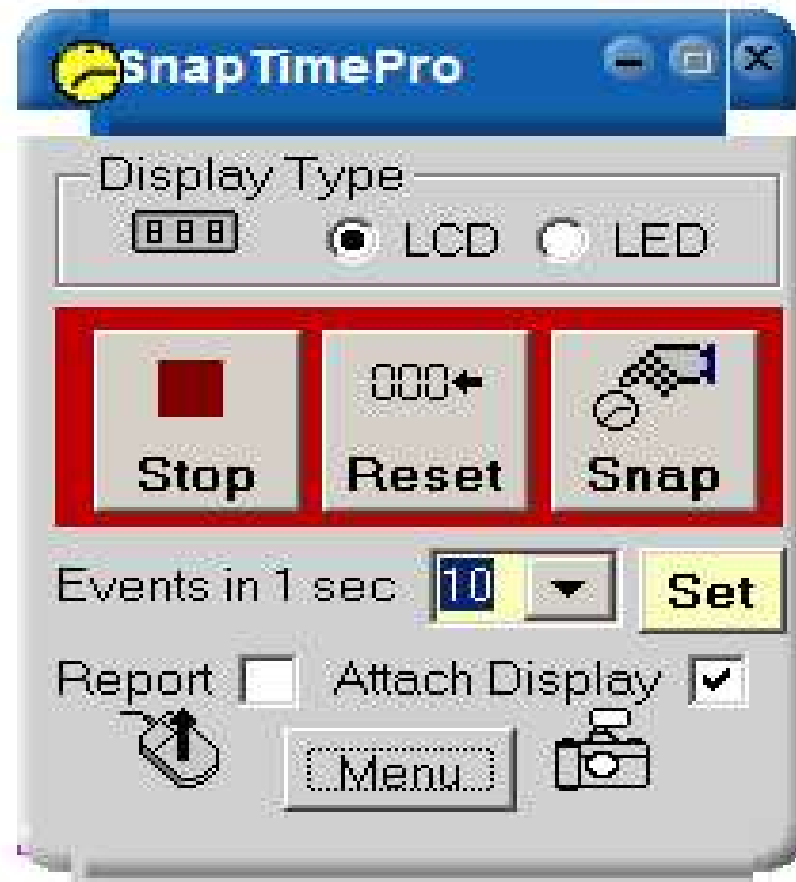 SnapTimePro
Display Type
888 LCD LED
000
Stop Reset Snap
Events in 1 sec 10 Set
Report Attach Display
Menu